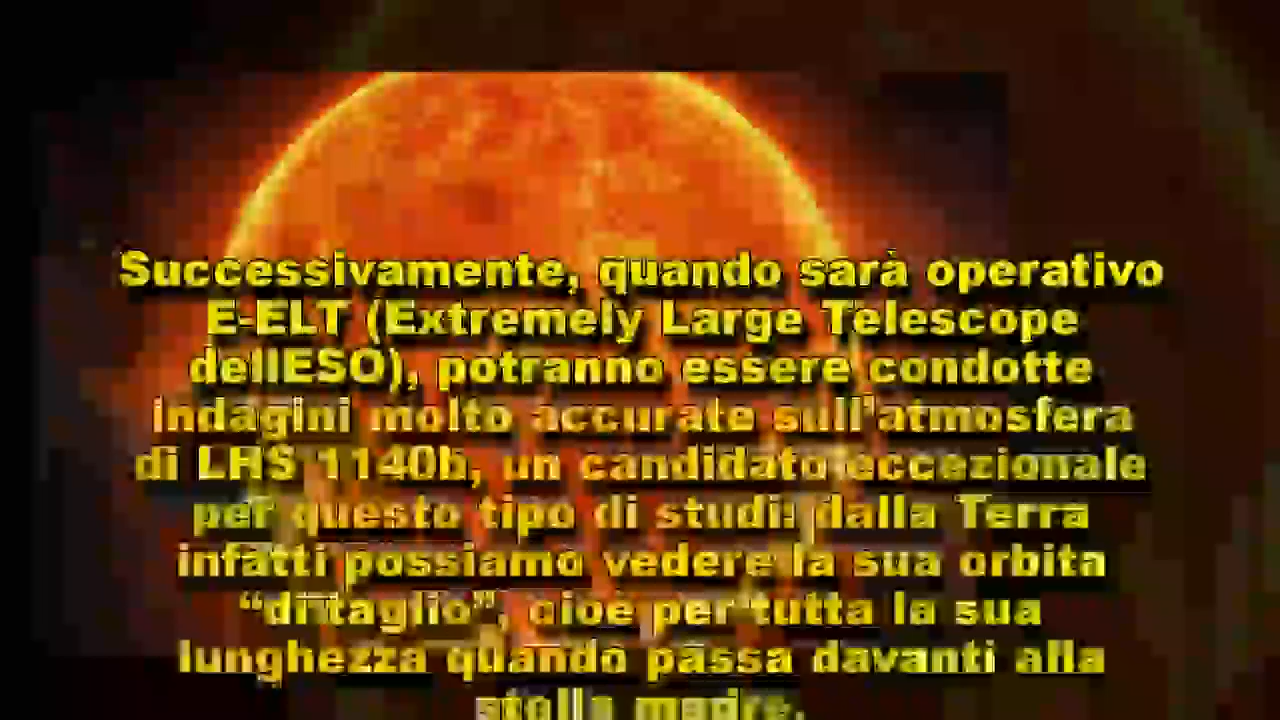 Successivamente, quando sarà operativo
E-ELT (Extremely Large Telescope
dellESO), potranno essere condotte
indagini molto accurate sull'atmosfera
di LHS 1140b, un candidato eccezionale
per questo tipo di studi: dalla Terra
infatti possiamo vedere la sua orbita
“di taglio”, cioè per tutta la sua
lunghezza quando passa davanti alla
stella madre.